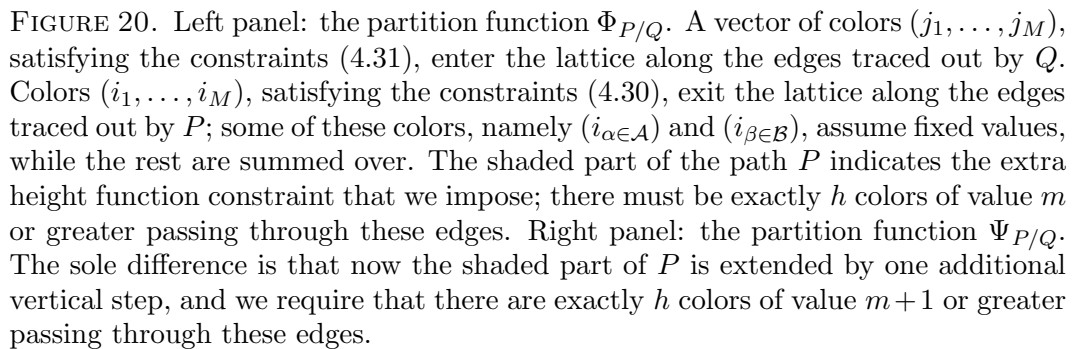 FIGURE 20. Left panel: the partition function Φ_{P/Q}. A vector of colors (j_1, . . . , j_M),
satisfying the constraints (4.31), enter the lattice along the edges traced out by Q.
Colors (i_1, . . . , i_M), satisfying the constraints (4.30), exit the lattice along the edges
traced out by P; some of these colors, namely (i_{α∈𝒜}) and (i_{β∈ℬ}), assume fixed values,
while the rest are summed over. The shaded part of the path P indicates the extra
height function constraint that we impose; there must be exactly h colors of value m
or greater passing through these edges. Right panel: the partition function Ψ_{P/Q}.
The sole difference is that now the shaded part of P is extended by one additional
vertical step, and we require that there are exactly h colors of value m+1 or greater
passing through these edges.